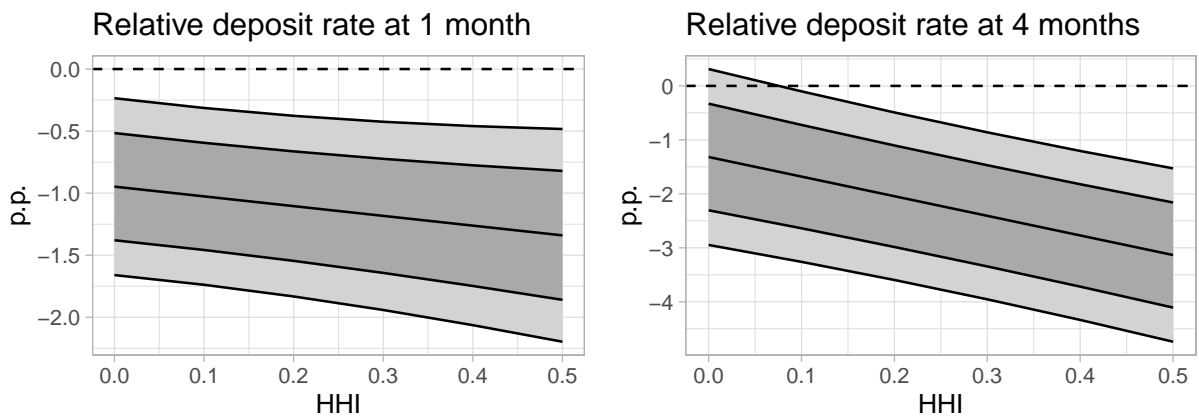 Relative deposit rate at 1 month
0.0
−0.5
−1.0
−1.5
−2.0
p.p.
0.0 0.1 0.2 0.3 0.4 0.5
HHI
Relative deposit rate at 4 months
0
−1
−2
−3
−4
p.p.
0.0 0.1 0.2 0.3 0.4 0.5
HHI